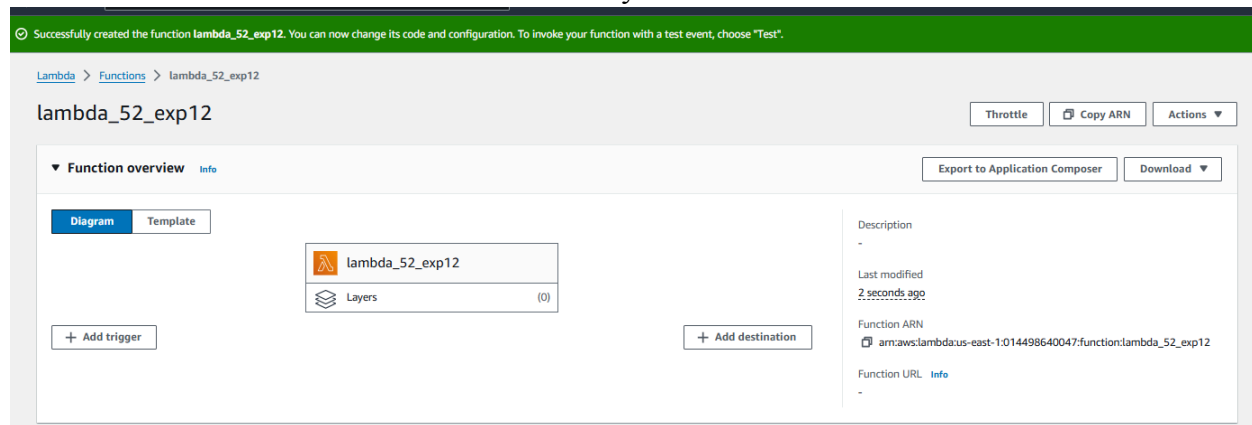 Successfully created the function lambda_52_exp12. You can now change its code and configuration. To invoke your function with a test event, choose "Test".
Lambda > Functions > lambda_52_exp12
lambda_52_exp12
Throttle Copy ARN Actions ▼
▼ Function overview Info
Export to Application Composer Download ▼
Diagram Template
lambda_52_exp12
Layers (0)
+ Add trigger
+ Add destination
Description
-
Last modified
2 seconds ago
Function ARN
arn:aws:lambda:us-east-1:014498640047:function:lambda_52_exp12
Function URL Info
-